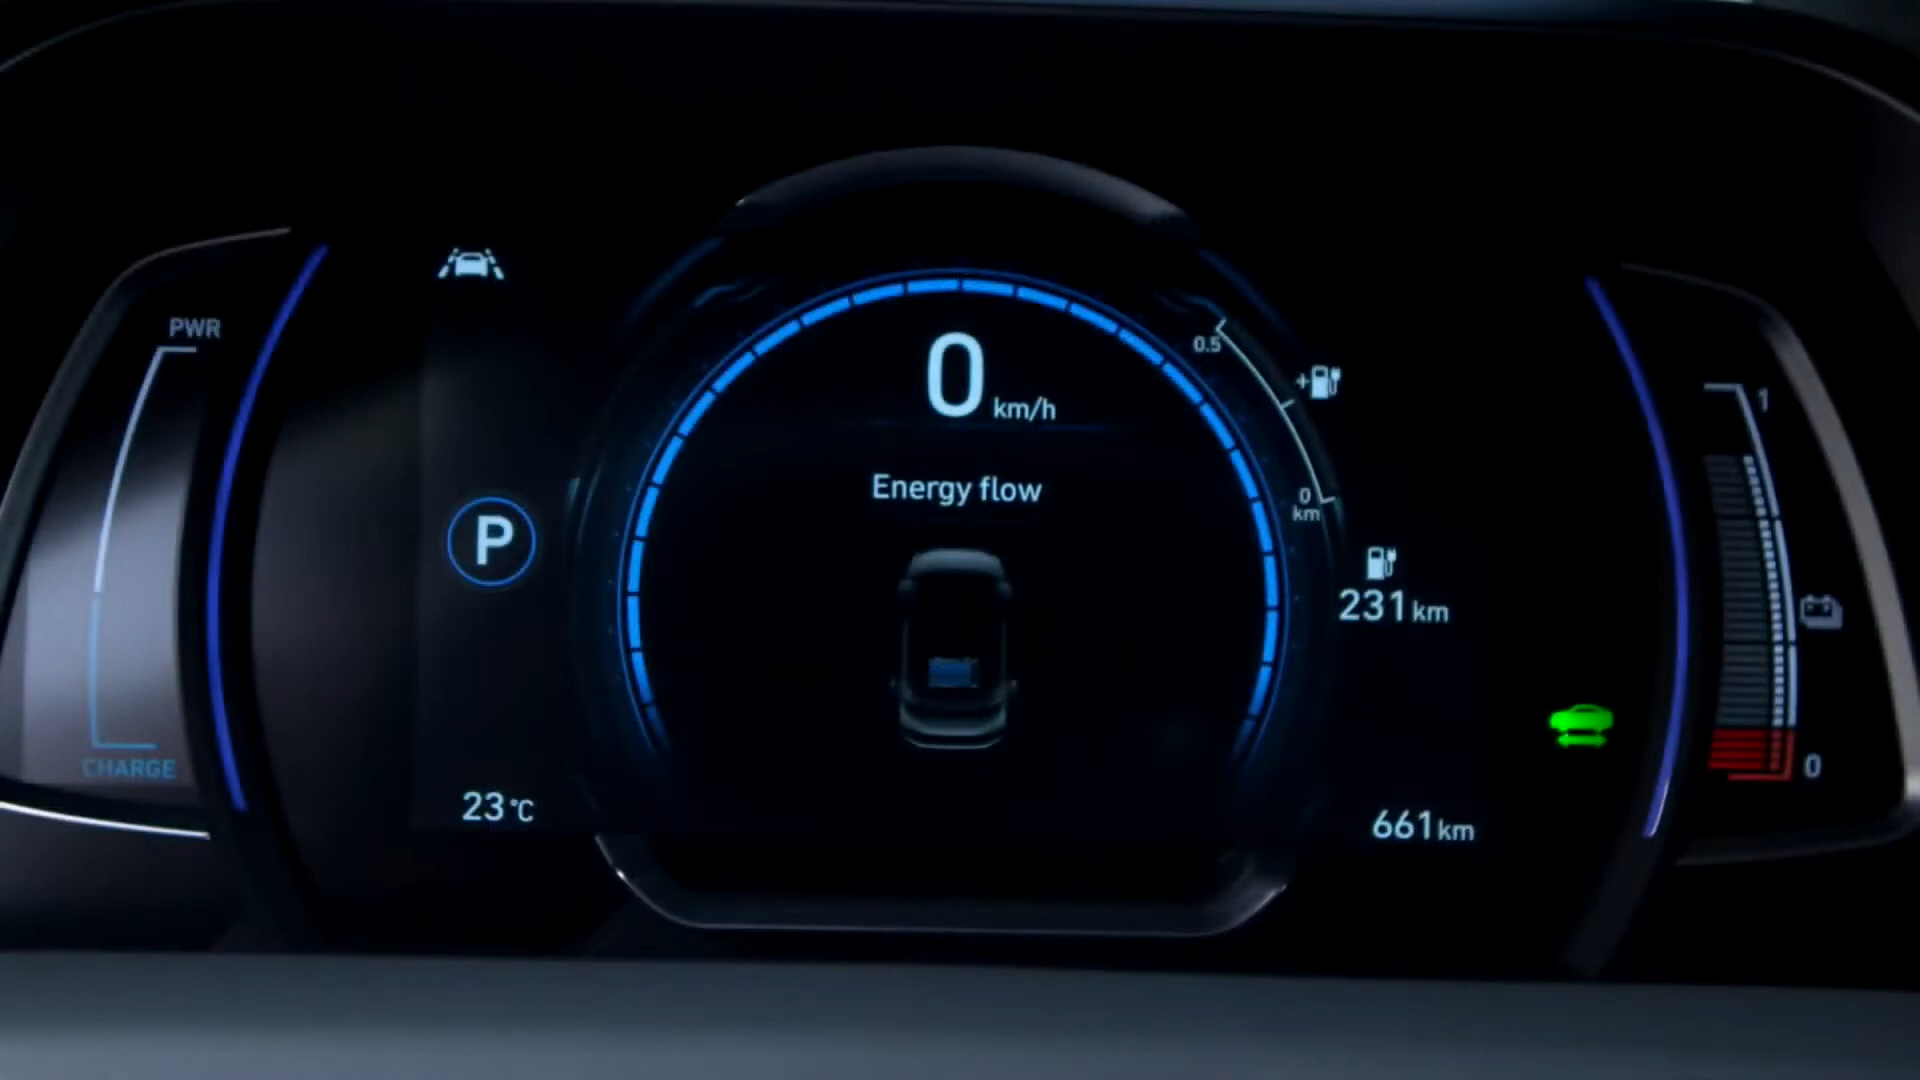 PWR
CHARGE
P
23°C
0 km/h
Energy flow
0.5
+
0
km
231 km
661 km
1
0